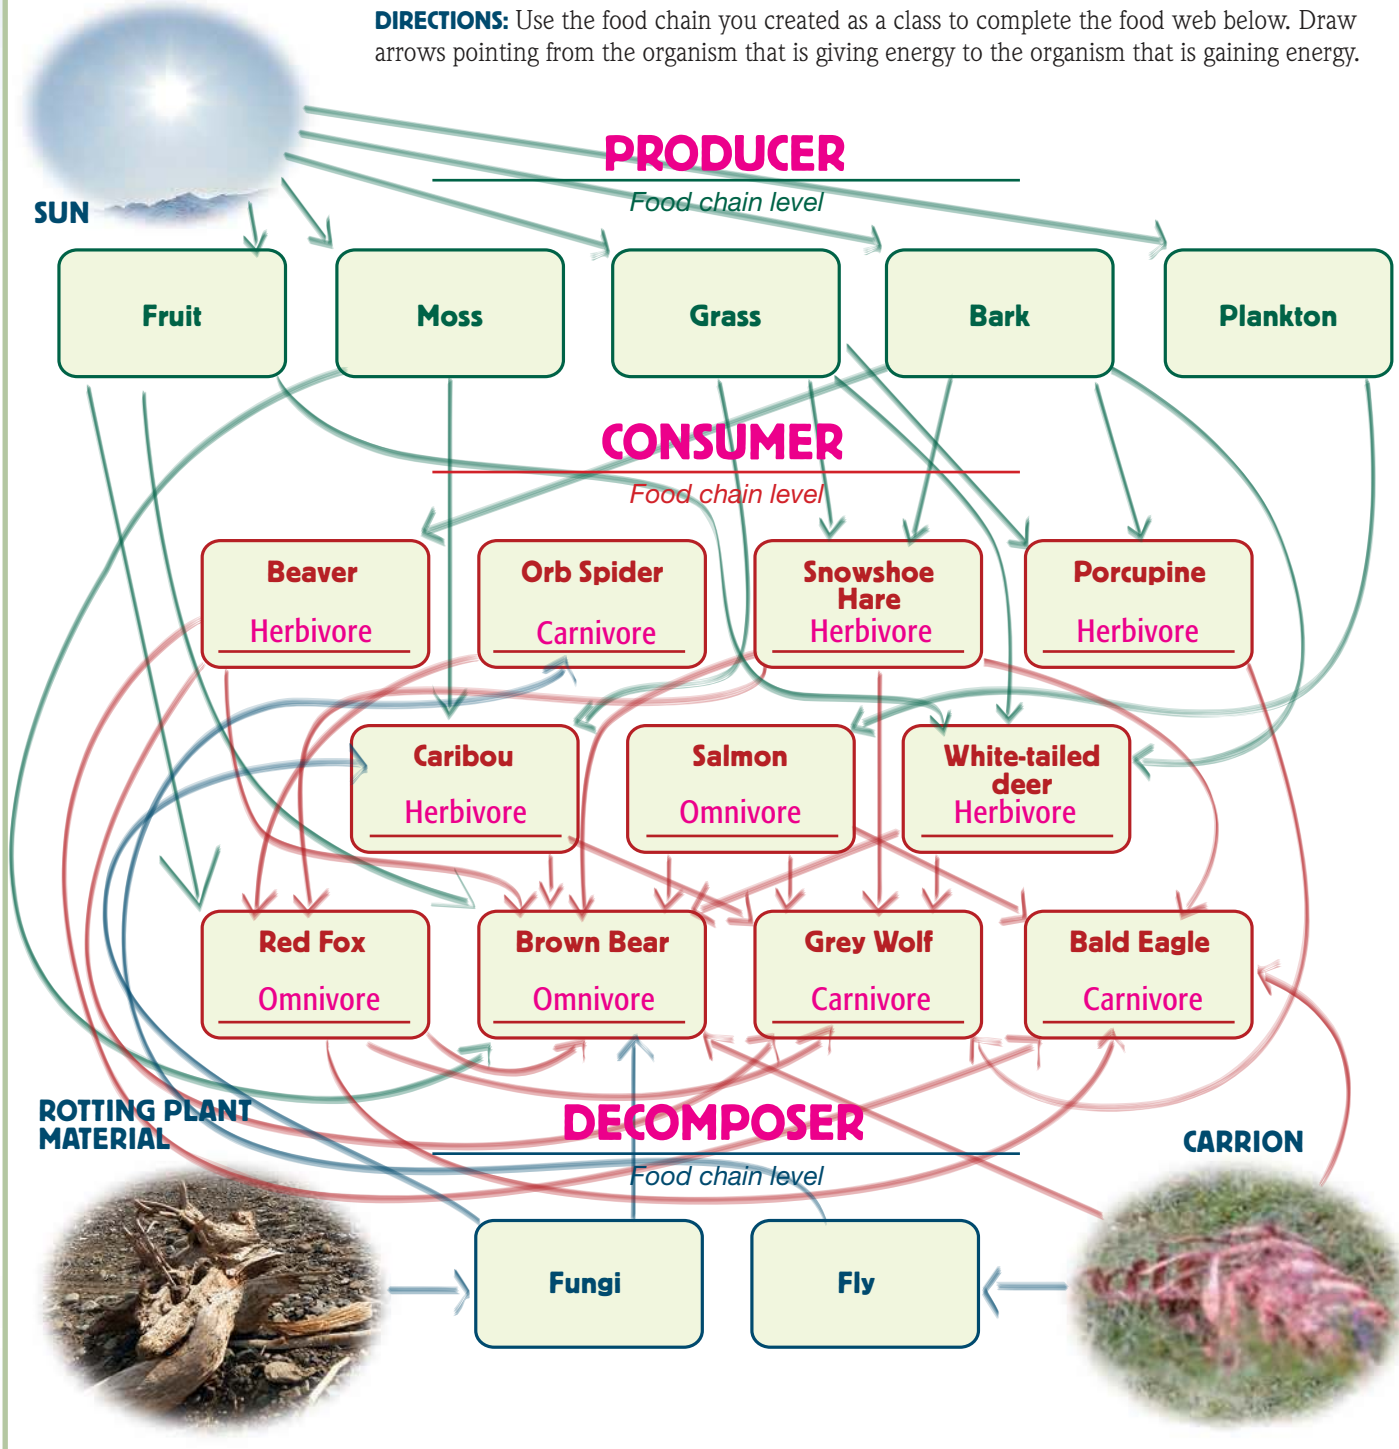 DIRECTIONS: Use the food chain you created as a class to complete the food web below. Draw
arrows pointing from the organism that is giving energy to the organism that is gaining energy.
PRODUCER
Food chain level
SUN
Fruit
Moss
Grass
Bark
Plankton
CONSUMER
Food chain level
Beaver
Herbivore
Orb Spider
Carnivore
Snowshoe
Hare
Herbivore
Porcupine
Herbivore
Caribou
Herbivore
Salmon
Omnivore
White-tailed
deer
Herbivore
Red Fox
Omnivore
Brown Bear
Omnivore
Grey Wolf
Carnivore
Bald Eagle
Carnivore
ROTTING PLANT
MATERIAL
DECOMPOSER
Food chain level
CARRION
Fungi
Fly